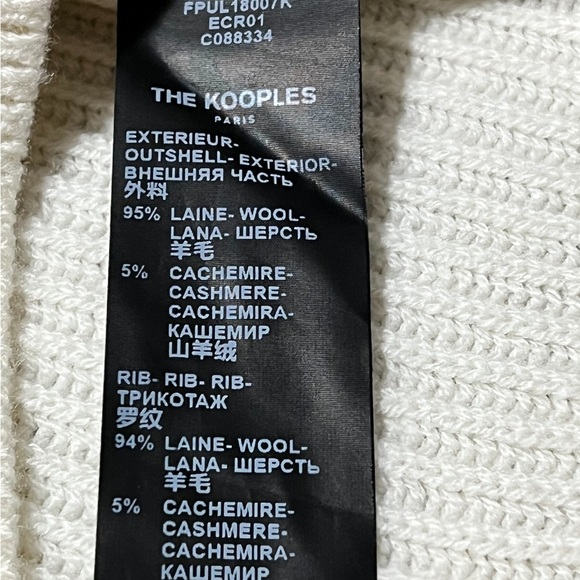 FPUL18007K
ECR01
C088334
THE KOOPLES
PARIS
EXTERIEUR-
OUTSHELL- EXTERIOR-
ВНЕШНЯЯ ЧАСТЬ
外料
95% LAINE- WOOL-
LANA- ШЕРСТЬ
羊毛
5% CACHEMIRE-
CASHMERE-
CACHEMIRA-
КАШЕМИР
山羊绒
RIB- RIB- RIB-
ТРИКОТАЖ
罗纹
94% LAINE- WOOL-
LANA- ШЕРСТЬ
羊毛
5% CACHEMIRE-
CASHMERE-
CACHEMIRA-
КАШЕМИР